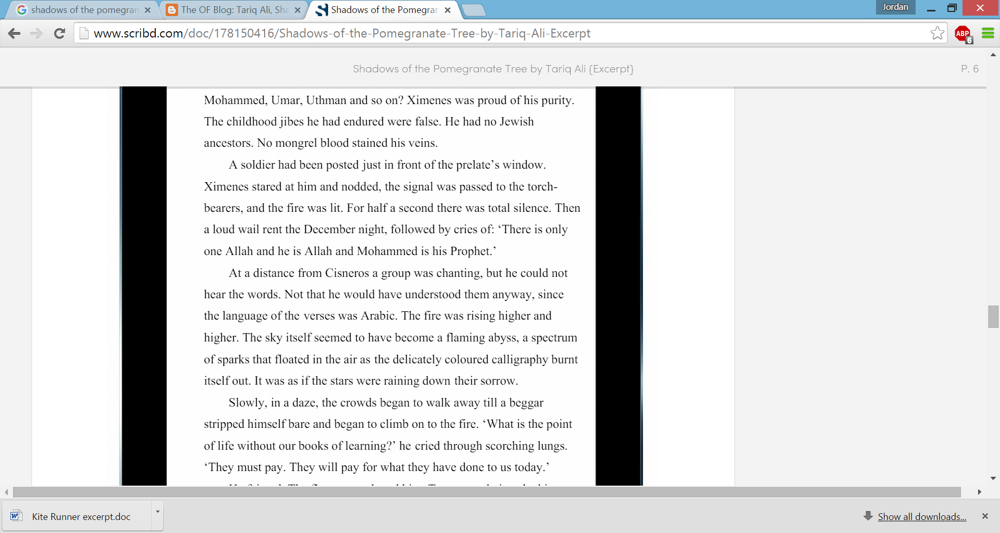 shadows of the pomegran
The OF Blog: Tariq Ali, Sha
Shadows of the Pomegran
Jordan
www.scribd.com/doc/178150416/Shadows-of-the-Pomegranate-Tree-by-Tariq-Ali-Excerpt
ABP
6
Shadows of the Pomegranate Tree by Tariq Ali {Excerpt}
P. 6
Mohammed, Umar, Uthman and so on? Ximenes was proud of his purity.
The childhood jibes he had endured were false. He had no Jewish
ancestors. No mongrel blood stained his veins.
A soldier had been posted just in front of the prelate’s window.
Ximenes stared at him and nodded, the signal was passed to the torch-
bearers, and the fire was lit. For half a second there was total silence. Then
a loud wail rent the December night, followed by cries of: ‘There is only
one Allah and he is Allah and Mohammed is his Prophet.’
At a distance from Cisneros a group was chanting, but he could not
hear the words. Not that he would have understood them anyway, since
the language of the verses was Arabic. The fire was rising higher and
higher. The sky itself seemed to have become a flaming abyss, a spectrum
of sparks that floated in the air as the delicately coloured calligraphy burnt
itself out. It was as if the stars were raining down their sorrow.
Slowly, in a daze, the crowds began to walk away till a beggar
stripped himself bare and began to climb on to the fire. ‘What is the point
of life without our books of learning?’ he cried through scorching lungs.
‘They must pay. They will pay for what they have done to us today.’
Kite Runner excerpt.doc
Show all downloads...